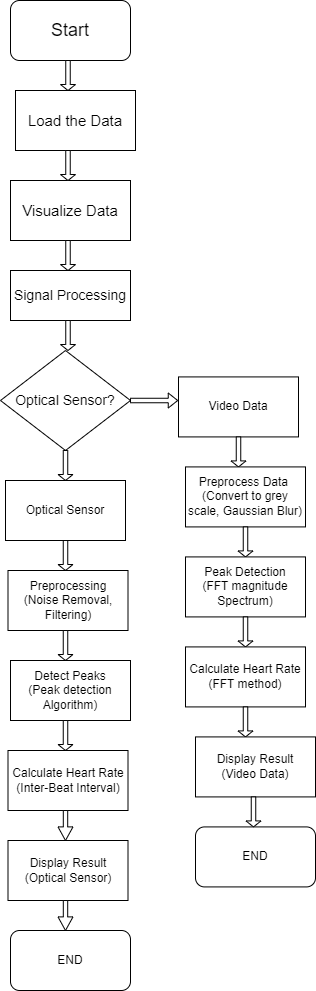 Start
Load the Data
Visualize Data
Signal Processing
Optical Sensor?
Optical Sensor
Preprocessing
(Noise Removal,
Filtering)
Detect Peaks
(Peak detection
Algorithm)
Calculate Heart Rate
(Inter-Beat Interval)
Display Result
(Optical Sensor)
END
Video Data
Preprocess Data
(Convert to grey
scale, Gaussian Blur)
Peak Detection
(FFT magnitude
Spectrum)
Calculate Heart Rate
(FFT method)
Display Result
(Video Data)
END